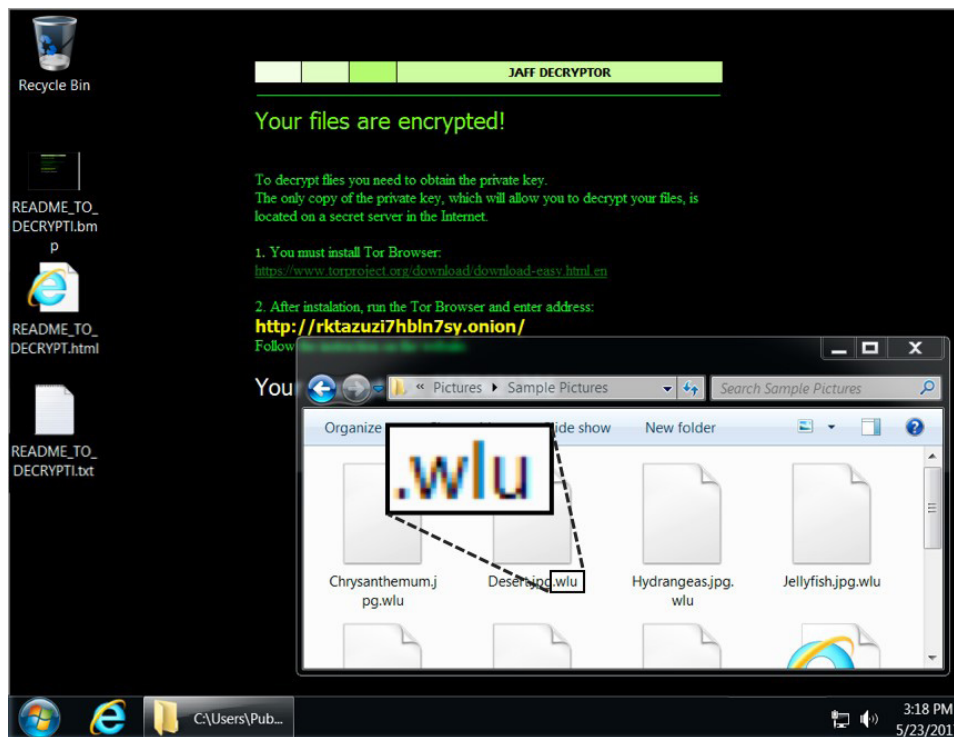 Recycle Bin
README_TO_
DECRYPTI.bm
p
README_TO_
DECRYPT.html
README_TO_
DECRYPTI.txt
JAFF DECRYPTOR
Your files are encrypted!
To decrypt flies you need to obtain the private key.
The only copy of the private key, which will allow you to decrypt your files, is
located on a secret server in the Internet.
1. You must install Tor Browser:
https://www.torproject.org/download/download-easy.html.en
2. After instalation, run the Tor Browser and enter address:
http://rktazuzi7hbln7sy.onion/
Follow
You
« Pictures Sample Pictures
Search Sample Pictures
Organize
ide show
New folder
.wlu
Chrysanthemum.j
pg.wlu
Desert.jpg.wlu
Hydrangeas.jpg.
wlu
Jellyfish.jpg.wlu
C:\Users\Pub...
3:18 PM
5/23/201